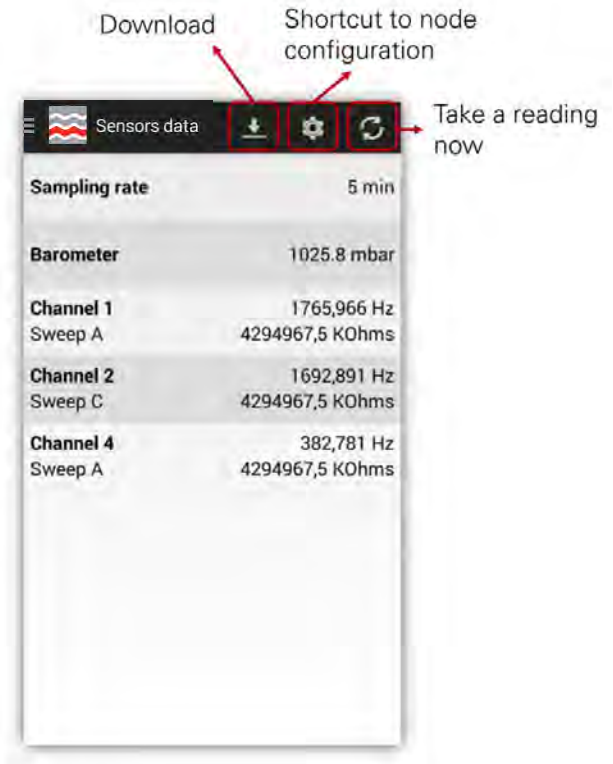 Download
Shortcut to node
configuration
Sensors data
Take a reading
now
Sampling rate 5 min
Barometer 1025.8 mbar
Channel 1 1765,966 Hz
Sweep A 4294967,5 KOhms
Channel 2 1692,891 Hz
Sweep C 4294967,5 KOhms
Channel 4 382,781 Hz
Sweep A 4294967,5 KOhms